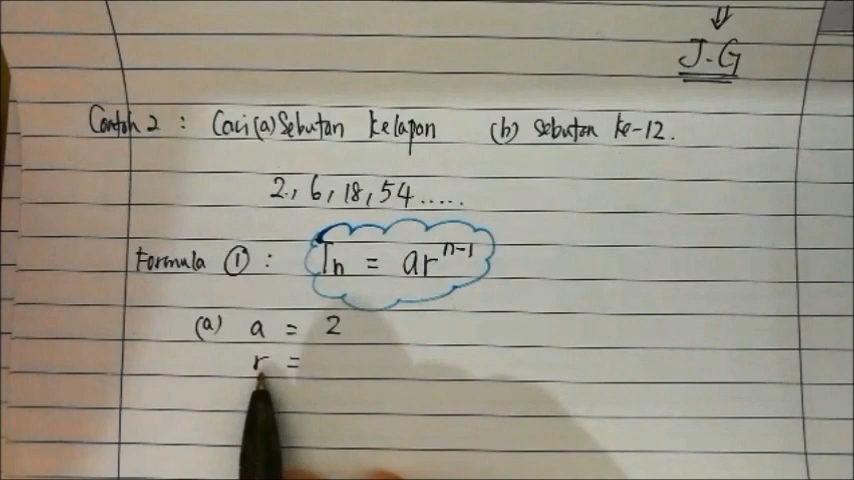 J.G
Contoh 2 : Cari (a) Sebutan kelapan (b) sebutan ke-12.
2, 6, 18, 54 .....
Formula ① : Tn = ar^n-1
(a) a = 2
r =